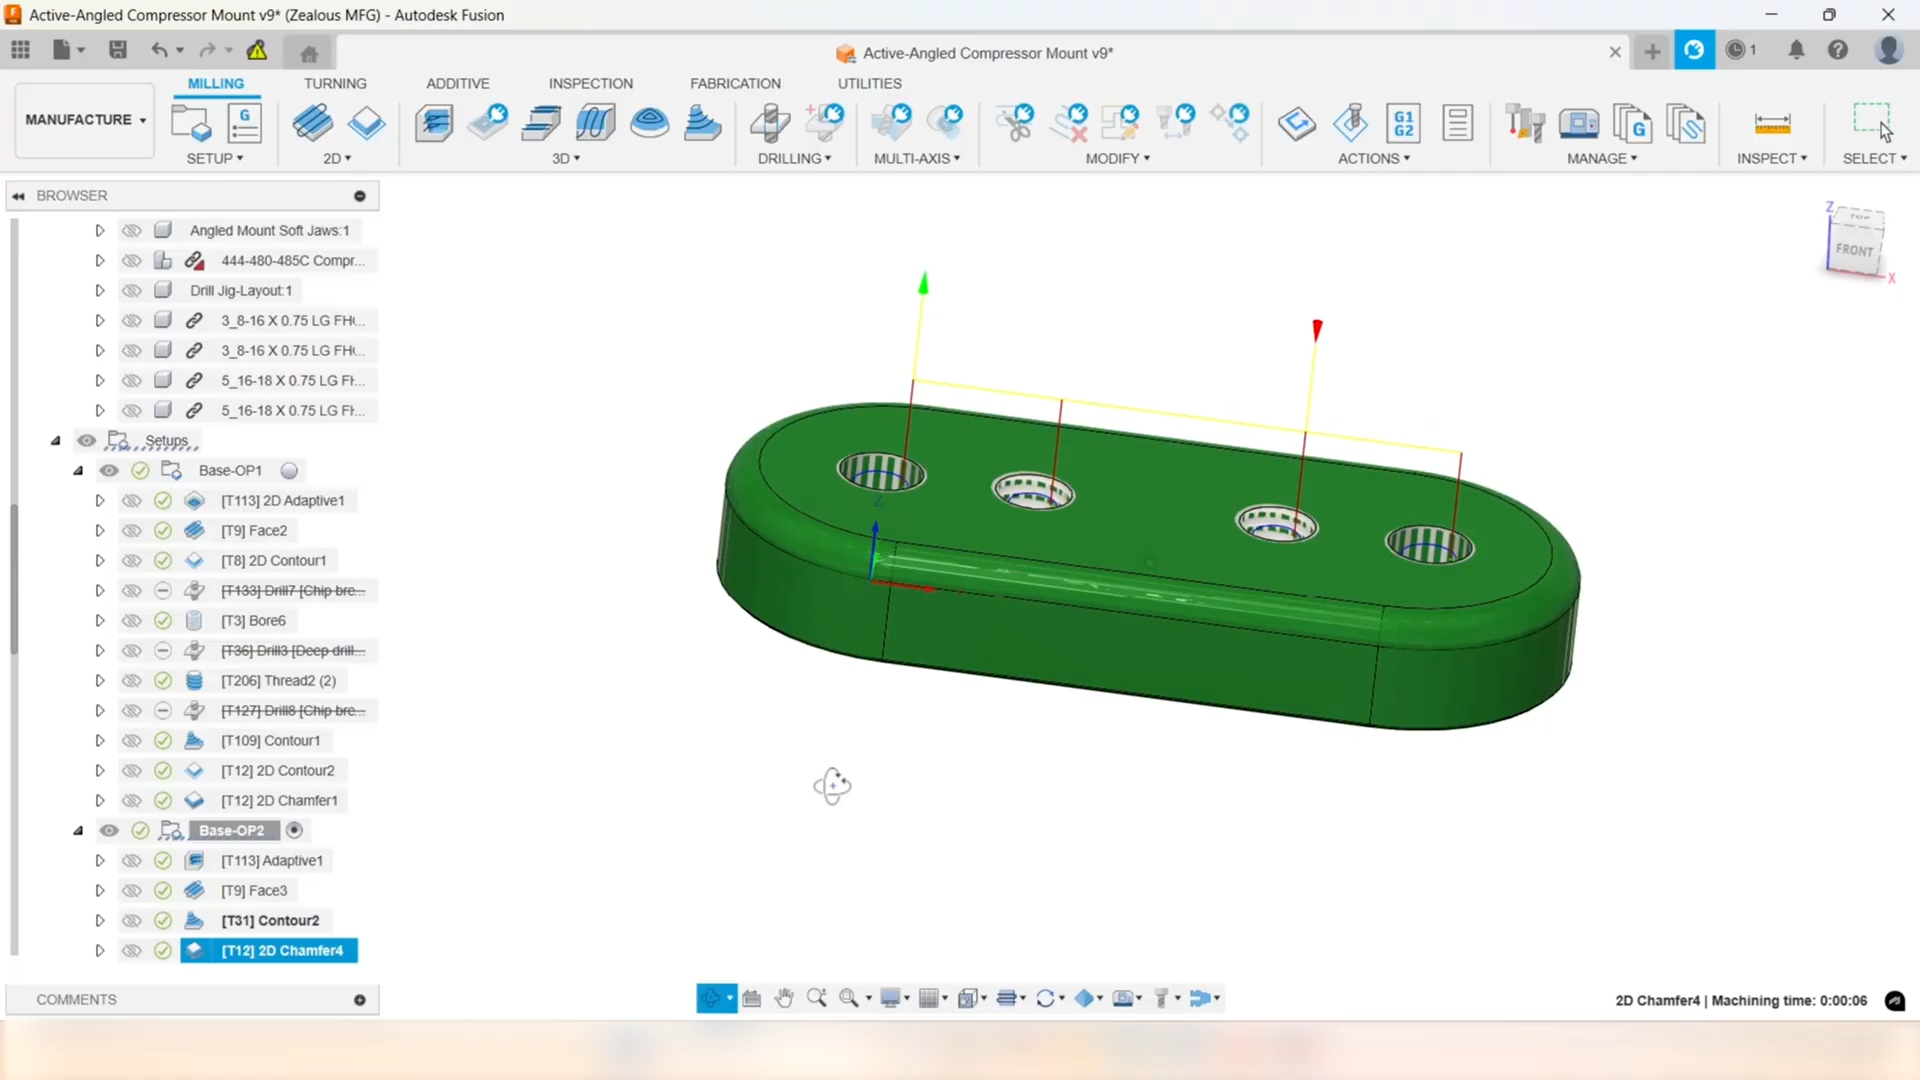 Active-Angled Compressor Mount v9* (Zealous MFG) - Autodesk Fusion
Active-Angled Compressor Mount v9*
1
MILLING TURNING ADDITIVE INSPECTION FABRICATION UTILITIES
MANUFACTURE
G G1 G2 G
SETUP 2D 3D DRILLING MULTI-AXIS MODIFY ACTIONS MANAGE INSPECT SELECT
BROWSER
Angled Mount Soft Jaws:1
444-480-485C Compr...
Drill Jig-Layout:1
3_8-16 X 0.75 LG FH(...
3_8-16 X 0.75 LG FH(...
5_16-18 X 0.75 LG Fl...
5_16-18 X 0.75 LG Fl...
Setups
Base-OP1
[T113] 2D Adaptive1
[T9] Face2
[T8] 2D Contour1
[T133] Drill7 [Chip bre...
[T3] Bore6
[T36] Drill3 [Deep drill...
[T206] Thread2 (2)
[T127] Drill8 [Chip bre...
[T109] Contour1
[T12] 2D Contour2
[T12] 2D Chamfer1
Base-OP2
[T113] Adaptive1
[T9] Face3
[T31] Contour2
[T12] 2D Chamfer4
COMMENTS
Z
Z
TOP
FRONT
X
2D Chamfer4 | Machining time: 0:00:06